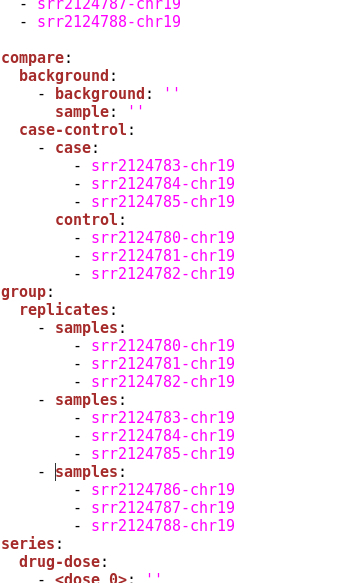 - srr2124787-chr19
- srr2124788-chr19
compare:
background:
- background: ''
sample: ''
case-control:
- case:
- srr2124783-chr19
- srr2124784-chr19
- srr2124785-chr19
control:
- srr2124780-chr19
- srr2124781-chr19
- srr2124782-chr19
group:
replicates:
- samples:
- srr2124780-chr19
- srr2124781-chr19
- srr2124782-chr19
- samples:
- srr2124783-chr19
- srr2124784-chr19
- srr2124785-chr19
- samples:
- srr2124786-chr19
- srr2124787-chr19
- srr2124788-chr19
series:
drug-dose:
- <dose 0>: ''